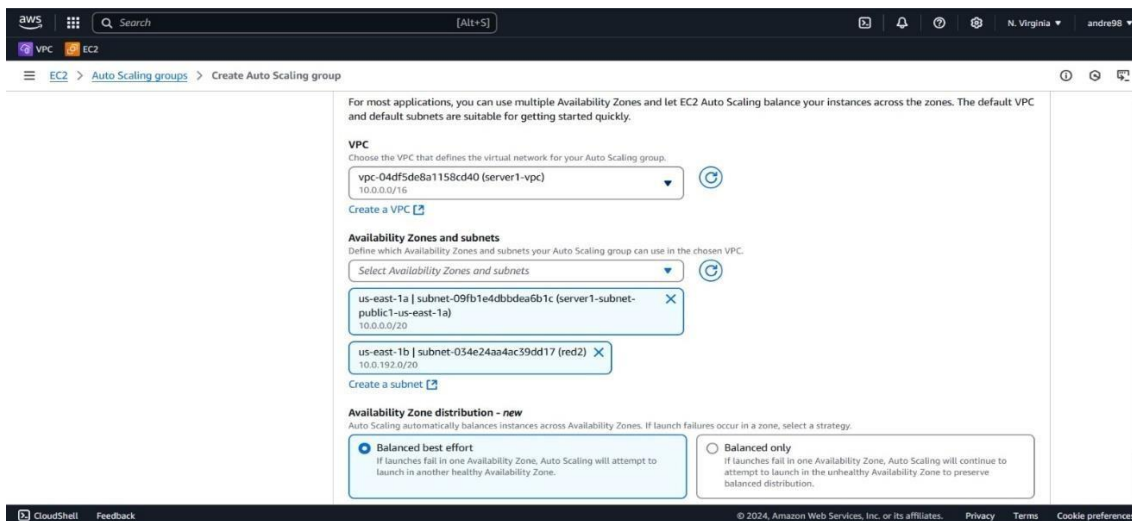 aws
Search [Alt+S] N. Virginia ▼ andre98 ▼
VPC EC2
EC2 > Auto Scaling groups > Create Auto Scaling group
For most applications, you can use multiple Availability Zones and let EC2 Auto Scaling balance your instances across the zones. The default VPC
and default subnets are suitable for getting started quickly.
VPC
Choose the VPC that defines the virtual network for your Auto Scaling group.
vpc-04df5de8a1158cd40 (server1-vpc)
10.0.0.0/16
Create a VPC
Availability Zones and subnets
Define which Availability Zones and subnets your Auto Scaling group can use in the chosen VPC.
Select Availability Zones and subnets
us-east-1a | subnet-09fb1e4dbbdea6b1c (server1-subnet-
public1-us-east-1a)
10.0.0.0/20
us-east-1b | subnet-034e24aa4ac39dd17 (red2)
10.0.192.0/20
Create a subnet
Availability Zone distribution - new
Auto Scaling automatically balances instances across Availability Zones. If launch failures occur in a zone, select a strategy.
Balanced best effort
If launches fail in one Availability Zone, Auto Scaling will attempt to
launch in another healthy Availability Zone.
Balanced only
If launches fail in one Availability Zone, Auto Scaling will continue to
attempt to launch in the unhealthy Availability Zone to preserve
balanced distribution.
CloudShell Feedback © 2024, Amazon Web Services, Inc. or its affiliates. Privacy Terms Cookie preferences